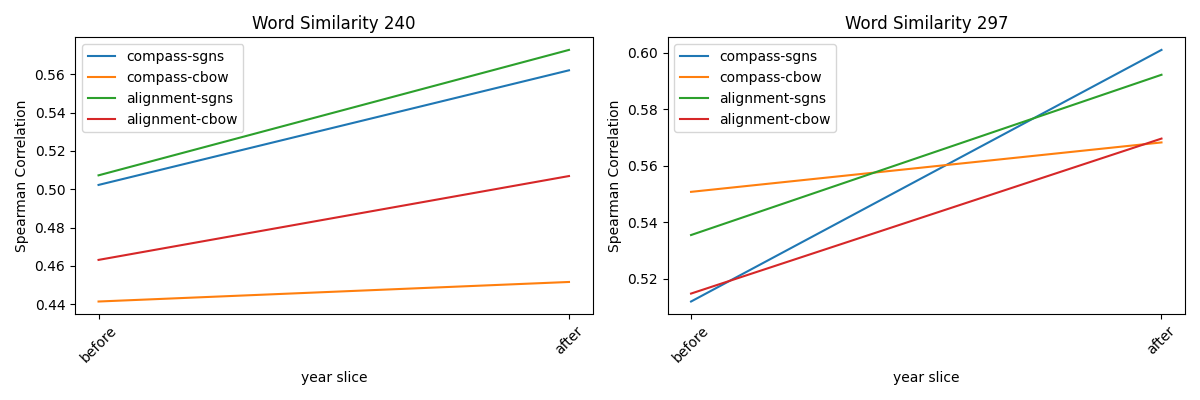 Word Similarity 240
compass-sgns
compass-cbow
alignment-sgns
alignment-cbow
Spearman Correlation
0.56
0.54
0.52
0.50
0.48
0.46
0.44
before
after
year slice
Word Similarity 297
compass-sgns
compass-cbow
alignment-sgns
alignment-cbow
Spearman Correlation
0.60
0.58
0.56
0.54
0.52
before
after
year slice